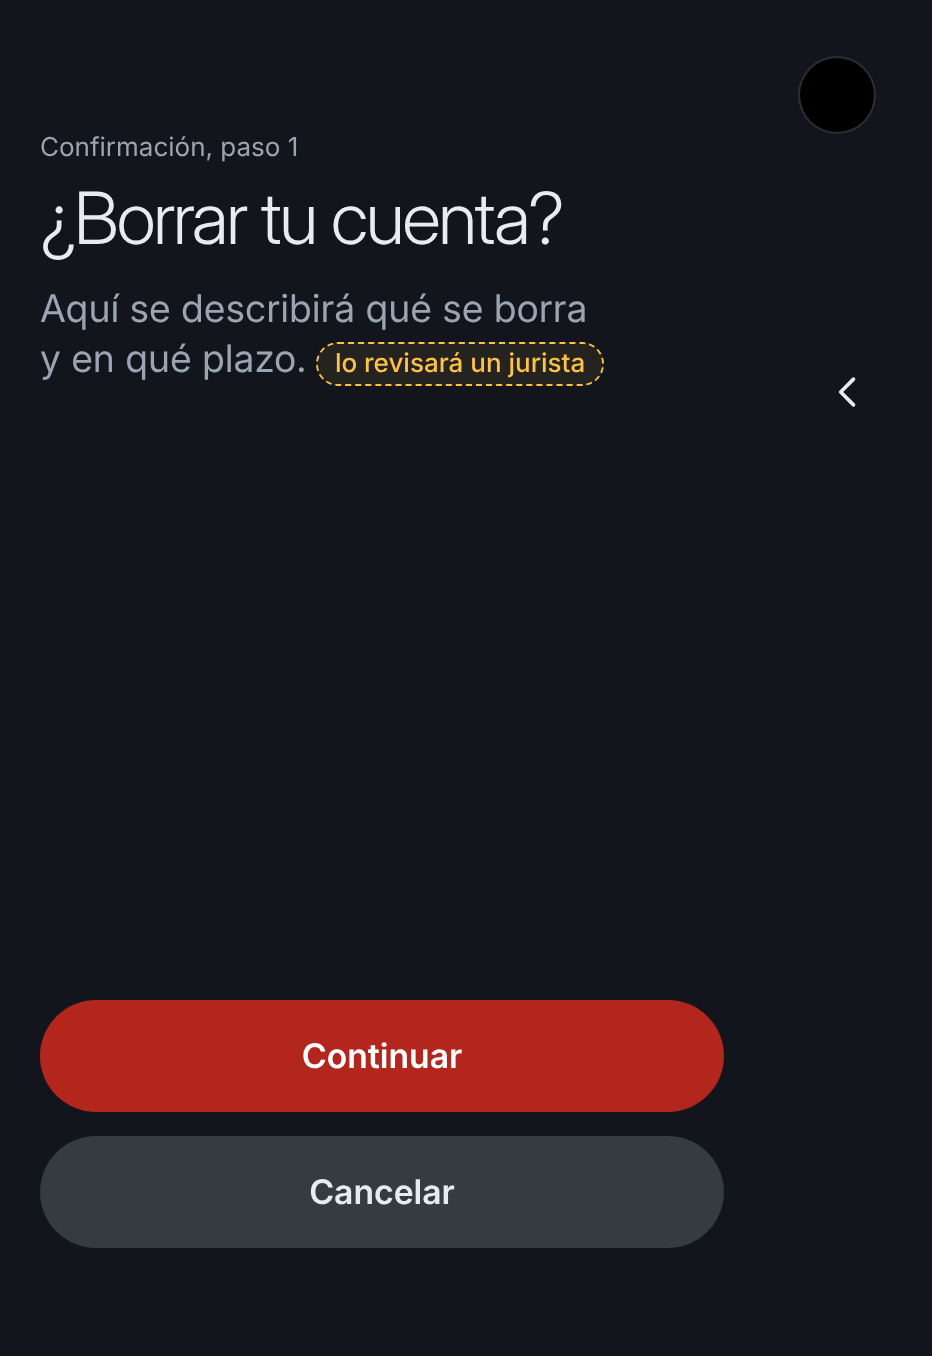 Confirmación, paso 1
¿Borrar tu cuenta?
Aquí se describirá qué se borra
y en qué plazo. lo revisará un jurista
Continuar
Cancelar